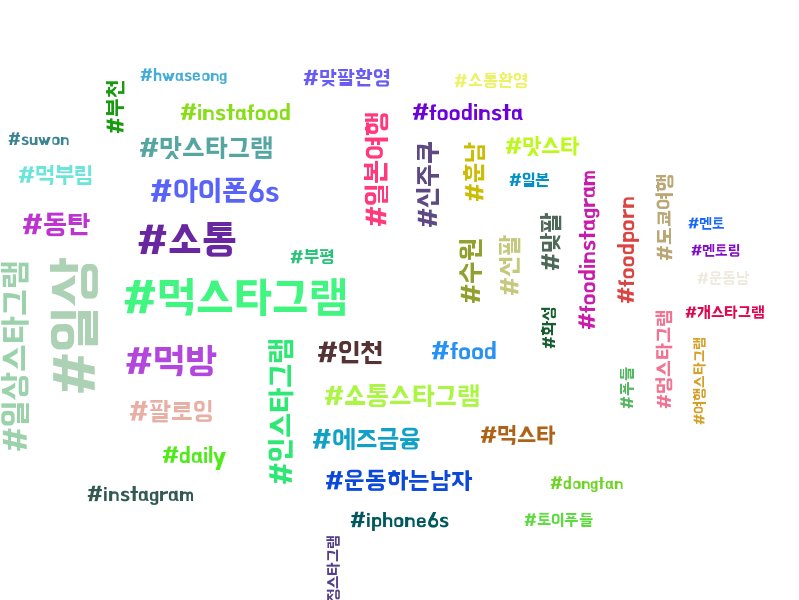 #hwaseong
#맞팔환영
#소통환영
#부천
#instafood
#foodinsta
#suwon
#맛스타그램
#일본여행
#신주쿠
#훈남
#맛스타
#먹부림
#아이폰6s
#일본
#foodinstagram
#foodporn
#도쿄여행
#동탄
#소통
#부평
#수원
#선팔
#맞팔
#멘토
#멘토링
#운동남
#일상스타그램
#일상
#먹스타그램
#화성
#개스타그램
#먹방
#인스타그램
#인천
#food
#푸들
#멍스타그램
#여행스타그램
#팔로잉
#소통스타그램
#daily
#에즈금융
#먹스타
#instagram
#운동하는남자
#dongtan
#iphone6s
#토이푸들
정스타그램